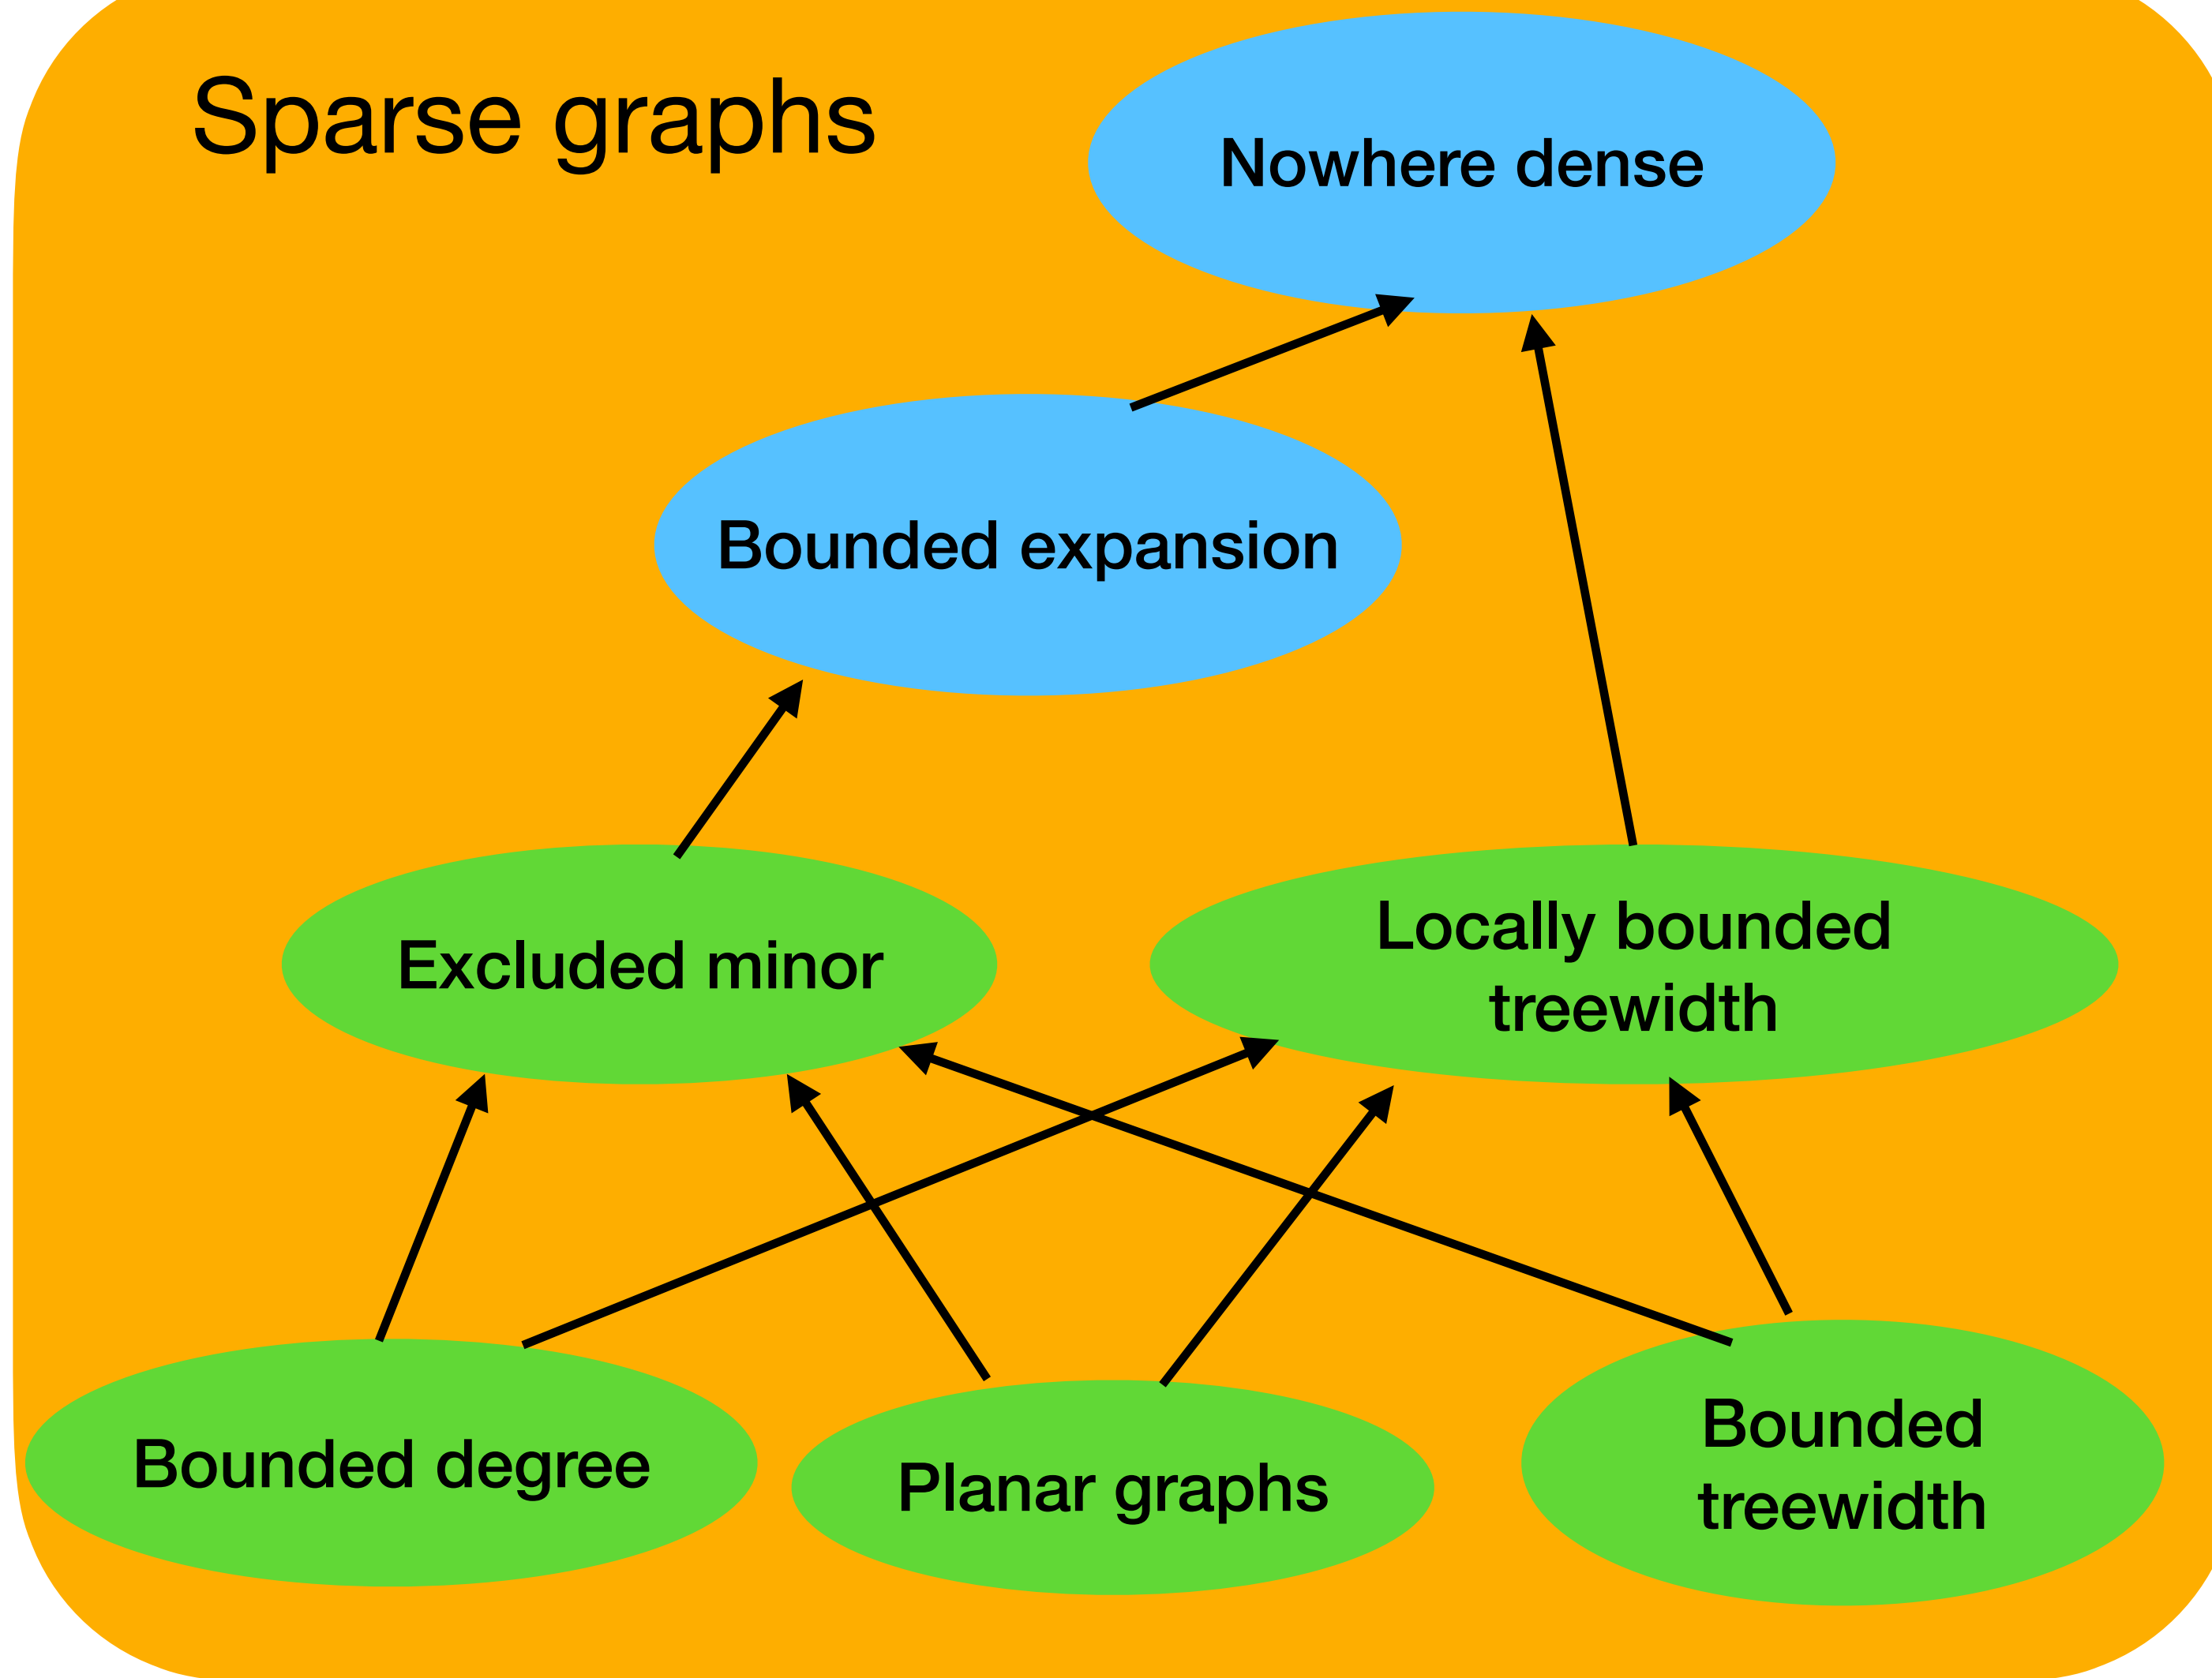 Sparse graphs
Nowhere dense
Bounded expansion
Excluded minor
Locally bounded
treewidth
Bounded degree
Planar graphs
Bounded
treewidth